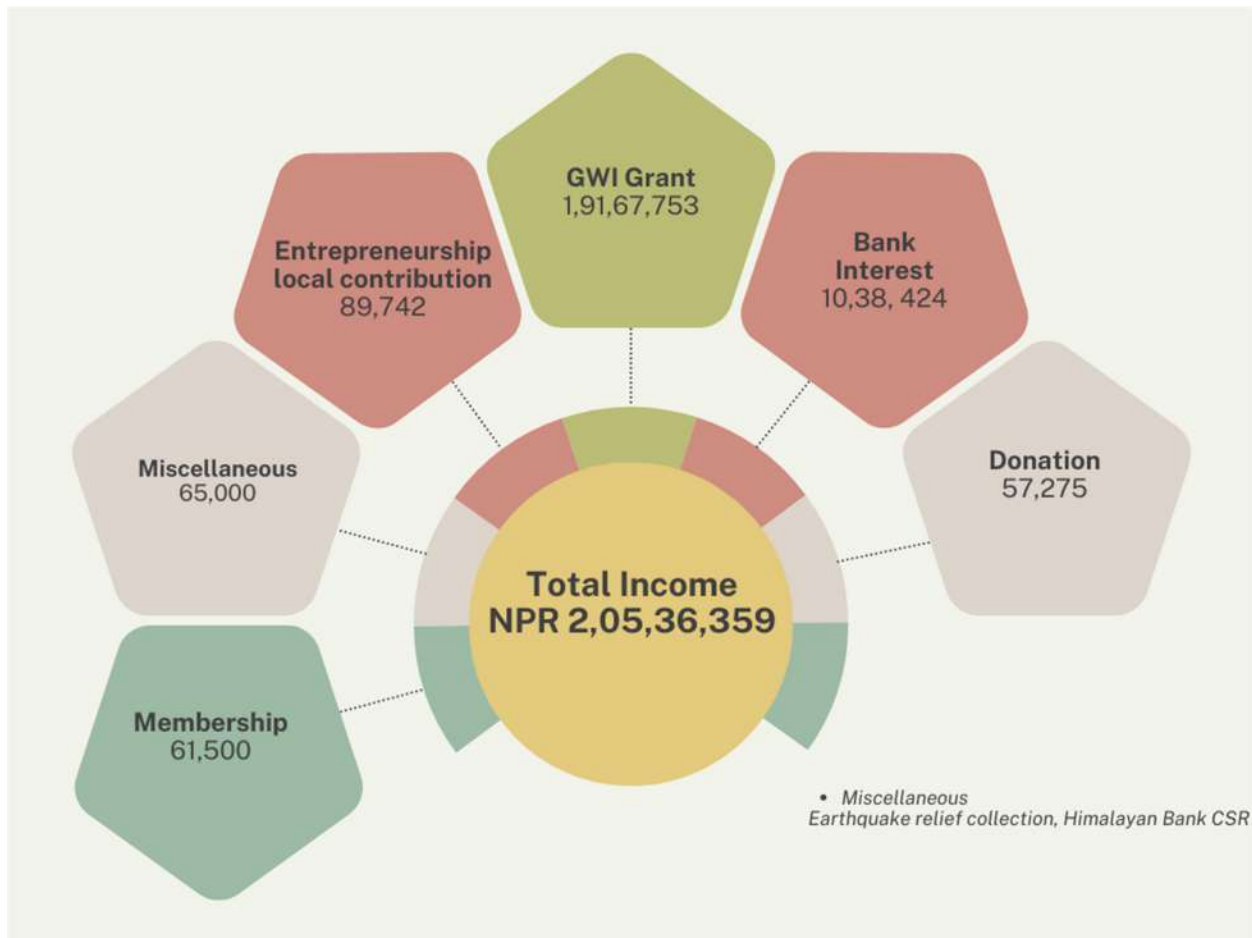 GWI Grant
1,91,67,753
Entrepreneurship
local contribution
89,742
Bank
Interest
10,38, 424
Miscellaneous
65,000
Donation
57,275
Total Income
NPR 2,05,36,359
Membership
61,500
• Miscellaneous
Earthquake relief collection, Himalayan Bank CSR